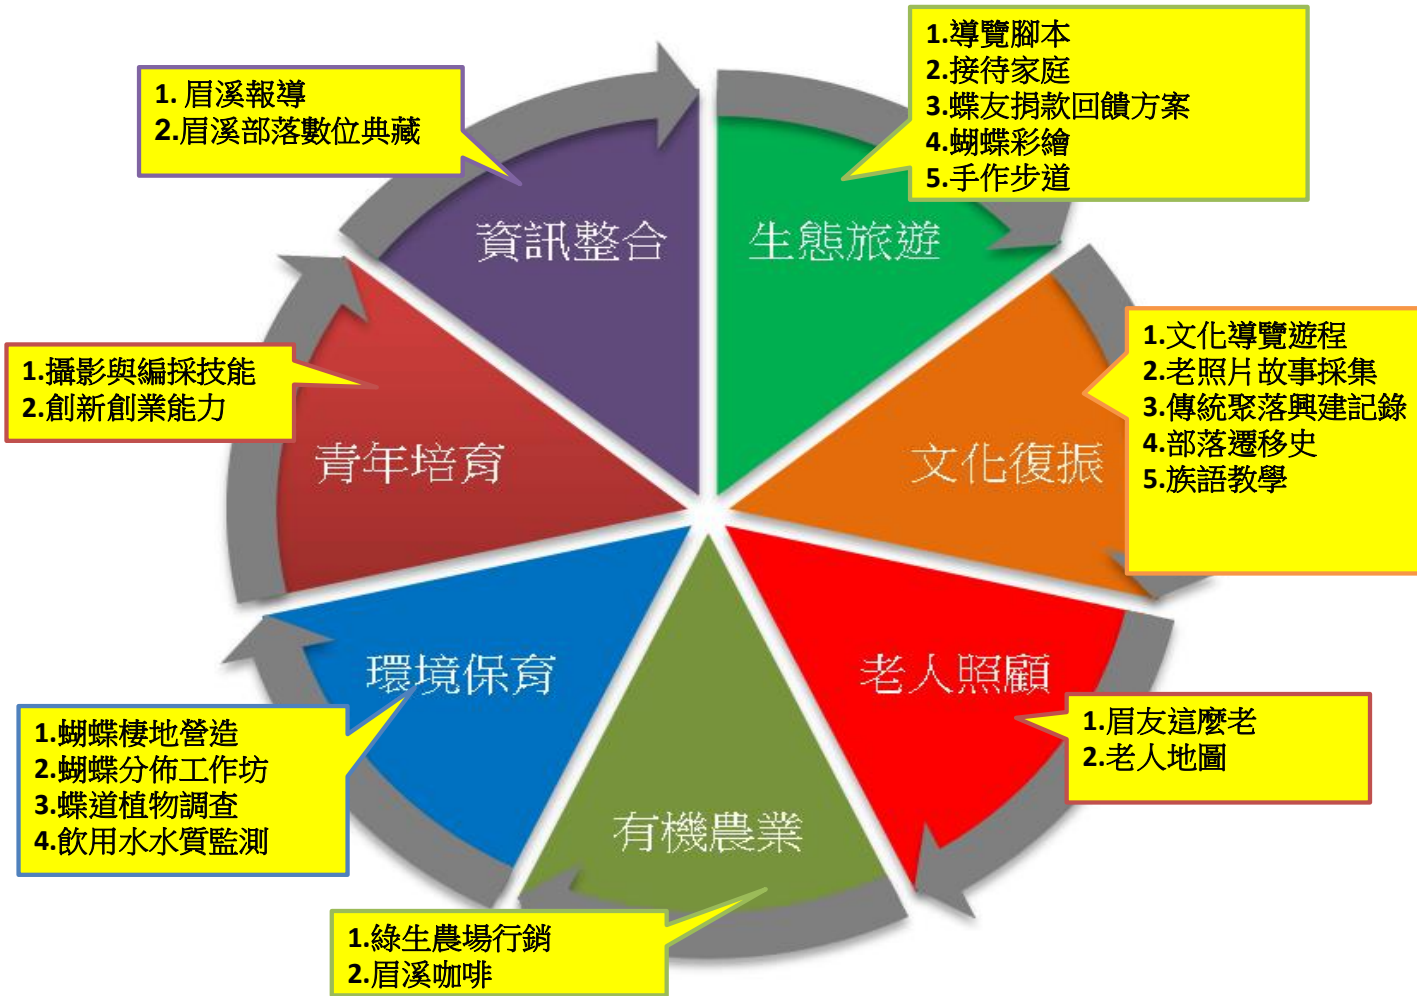 1. 眉溪報導
2.眉溪部落數位典藏
1.導覽腳本
2.接待家庭
3.蝶友捐款回饋方案
4.蝴蝶彩繪
5.手作步道
資訊整合
生態旅遊
1.攝影與編採技能
2.創新創業能力
青年培育
文化復振
1.文化導覽遊程
2.老照片故事採集
3.傳統聚落興建記錄
4.部落遷移史
5.族語教學
環境保育
老人照顧
1.蝴蝶棲地營造
2.蝴蝶分佈工作坊
3.蝶道植物調查
4.飲用水水質監測
1.眉友這麼老
2.老人地圖
有機農業
1.綠生農場行銷
2.眉溪咖啡